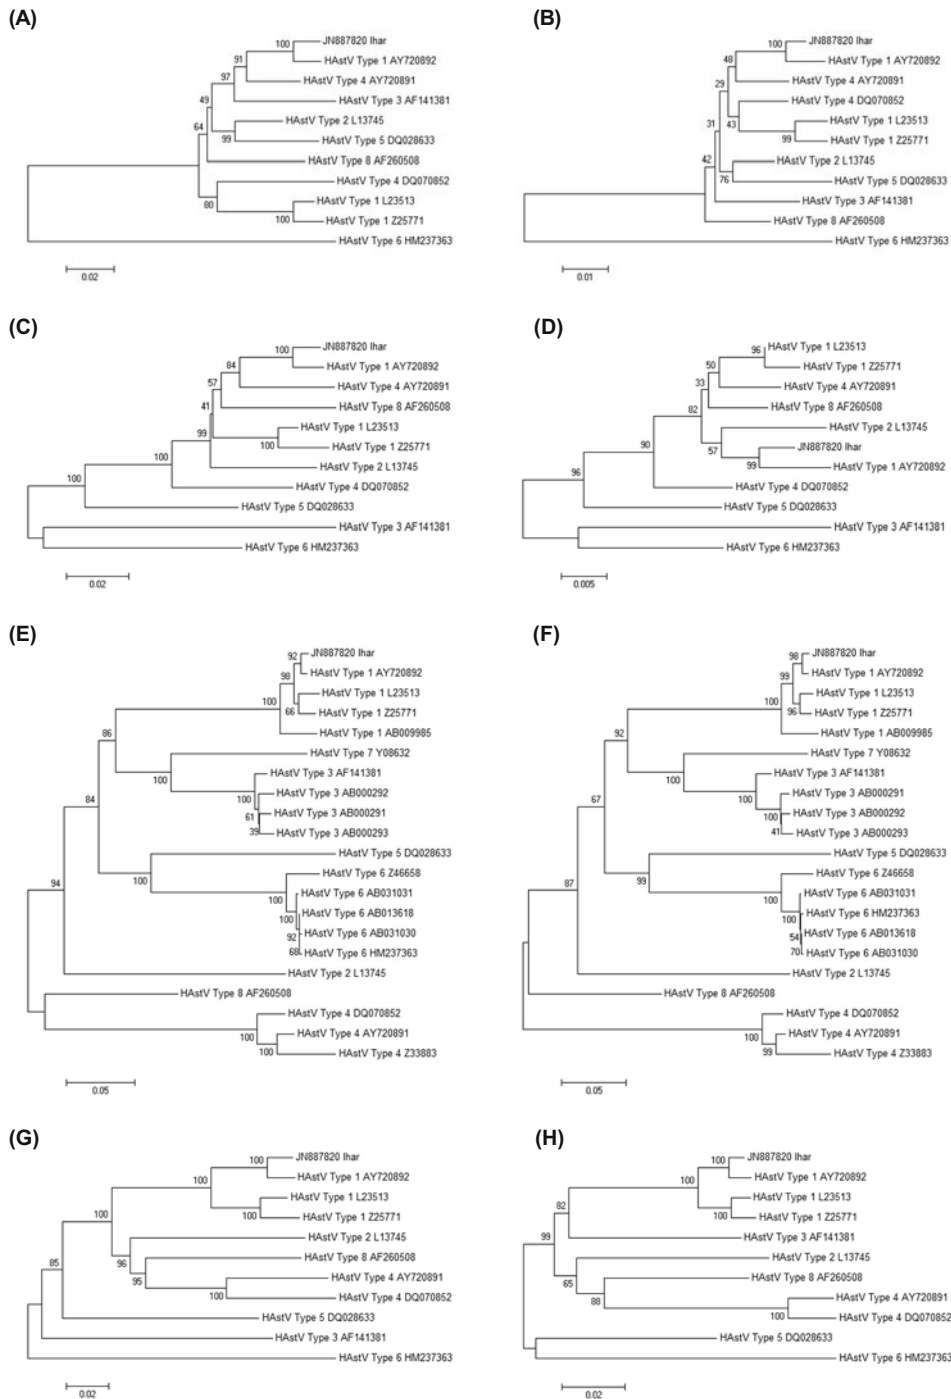 (A)
JN887820 Ihar
HAstV Type 1 AY720892
HAstV Type 4 AY720891
HAstV Type 3 AF141381
HAstV Type 2 L13745
HAstV Type 5 DQ028633
HAstV Type 8 AF260508
HAstV Type 4 DQ070852
HAstV Type 1 L23513
HAstV Type 1 Z25771
HAstV Type 6 HM237363
100
91
97
49
64
99
80
100
0.02
(B)
JN887820 Ihar
HAstV Type 1 AY720892
HAstV Type 4 AY720891
HAstV Type 4 DQ070852
HAstV Type 1 L23513
HAstV Type 1 Z25771
HAstV Type 2 L13745
HAstV Type 5 DQ028633
HAstV Type 3 AF141381
HAstV Type 8 AF260508
HAstV Type 6 HM237363
100
48
29
43
31
99
42
76
0.01
(C)
JN887820 Ihar
HAstV Type 1 AY720892
HAstV Type 4 AY720891
HAstV Type 8 AF260508
HAstV Type 1 L23513
HAstV Type 1 Z25771
HAstV Type 2 L13745
HAstV Type 4 DQ070852
HAstV Type 5 DQ028633
HAstV Type 3 AF141381
HAstV Type 6 HM237363
100
84
57
41
99
100
100
100
0.02
(D)
HAstV Type 1 L23513
HAstV Type 1 Z25771
HAstV Type 4 AY720891
HAstV Type 8 AF260508
HAstV Type 2 L13745
JN887820 Ihar
HAstV Type 1 AY720892
HAstV Type 4 DQ070852
HAstV Type 5 DQ028633
HAstV Type 3 AF141381
HAstV Type 6 HM237363
96
50
33
82
90
57
99
96
0.005
(E)
JN887820 Ihar
HAstV Type 1 AY720892
HAstV Type 1 L23513
HAstV Type 1 Z25771
HAstV Type 1 AB009985
HAstV Type 7 Y08632
HAstV Type 3 AF141381
HAstV Type 3 AB000292
HAstV Type 3 AB000291
HAstV Type 3 AB000293
HAstV Type 5 DQ028633
HAstV Type 6 Z46658
HAstV Type 6 AB031031
HAstV Type 6 AB013618
HAstV Type 6 AB031030
HAstV Type 6 HM237363
HAstV Type 2 L13745
HAstV Type 8 AF260508
HAstV Type 4 DQ070852
HAstV Type 4 AY720891
HAstV Type 4 Z33883
92
98
100
66
86
100
100
61
39
84
100
100
100
92
68
94
100
100
0.05
(F)
JN887820 Ihar
HAstV Type 1 AY720892
HAstV Type 1 L23513
HAstV Type 1 Z25771
HAstV Type 1 AB009985
HAstV Type 7 Y08632
HAstV Type 3 AF141381
HAstV Type 3 AB000291
HAstV Type 3 AB000292
HAstV Type 3 AB000293
HAstV Type 5 DQ028633
HAstV Type 6 Z46658
HAstV Type 6 AB031031
HAstV Type 6 HM237363
HAstV Type 6 AB013618
HAstV Type 6 AB031030
HAstV Type 2 L13745
HAstV Type 8 AF260508
HAstV Type 4 DQ070852
HAstV Type 4 AY720891
HAstV Type 4 Z33883
98
99
100
96
92
100
100
100
41
67
99
100
100
54
70
87
100
99
0.05
(G)
JN887820 Ihar
HAstV Type 1 AY720892
HAstV Type 1 L23513
HAstV Type 1 Z25771
HAstV Type 2 L13745
HAstV Type 8 AF260508
HAstV Type 4 AY720891
HAstV Type 4 DQ070852
HAstV Type 5 DQ028633
HAstV Type 3 AF141381
HAstV Type 6 HM237363
100
100
100
100
96
95
100
85
0.02
(H)
JN887820 Ihar
HAstV Type 1 AY720892
HAstV Type 1 L23513
HAstV Type 1 Z25771
HAstV Type 3 AF141381
HAstV Type 2 L13745
HAstV Type 8 AF260508
HAstV Type 4 AY720891
HAstV Type 4 DQ070852
HAstV Type 5 DQ028633
HAstV Type 6 HM237363
100
100
100
82
99
65
88
100
0.02